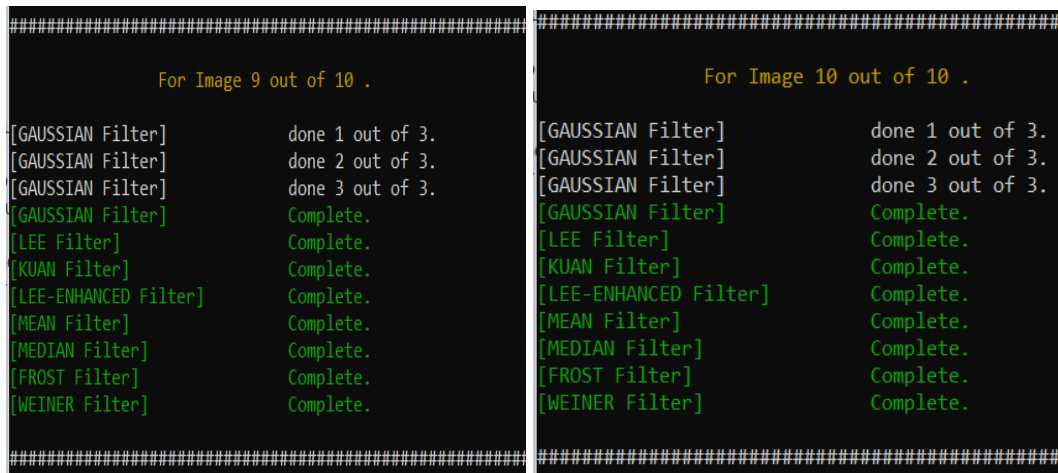 ########################################################
For Image 9 out of 10 .
[GAUSSIAN Filter] done 1 out of 3.
[GAUSSIAN Filter] done 2 out of 3.
[GAUSSIAN Filter] done 3 out of 3.
[GAUSSIAN Filter] Complete.
[LEE Filter] Complete.
[KUAN Filter] Complete.
[LEE-ENHANCED Filter] Complete.
[MEAN Filter] Complete.
[MEDIAN Filter] Complete.
[FROST Filter] Complete.
[WEINER Filter] Complete.
########################################################
########################################################
For Image 10 out of 10 .
[GAUSSIAN Filter] done 1 out of 3.
[GAUSSIAN Filter] done 2 out of 3.
[GAUSSIAN Filter] done 3 out of 3.
[GAUSSIAN Filter] Complete.
[LEE Filter] Complete.
[KUAN Filter] Complete.
[LEE-ENHANCED Filter] Complete.
[MEAN Filter] Complete.
[MEDIAN Filter] Complete.
[FROST Filter] Complete.
[WEINER Filter] Complete.
########################################################